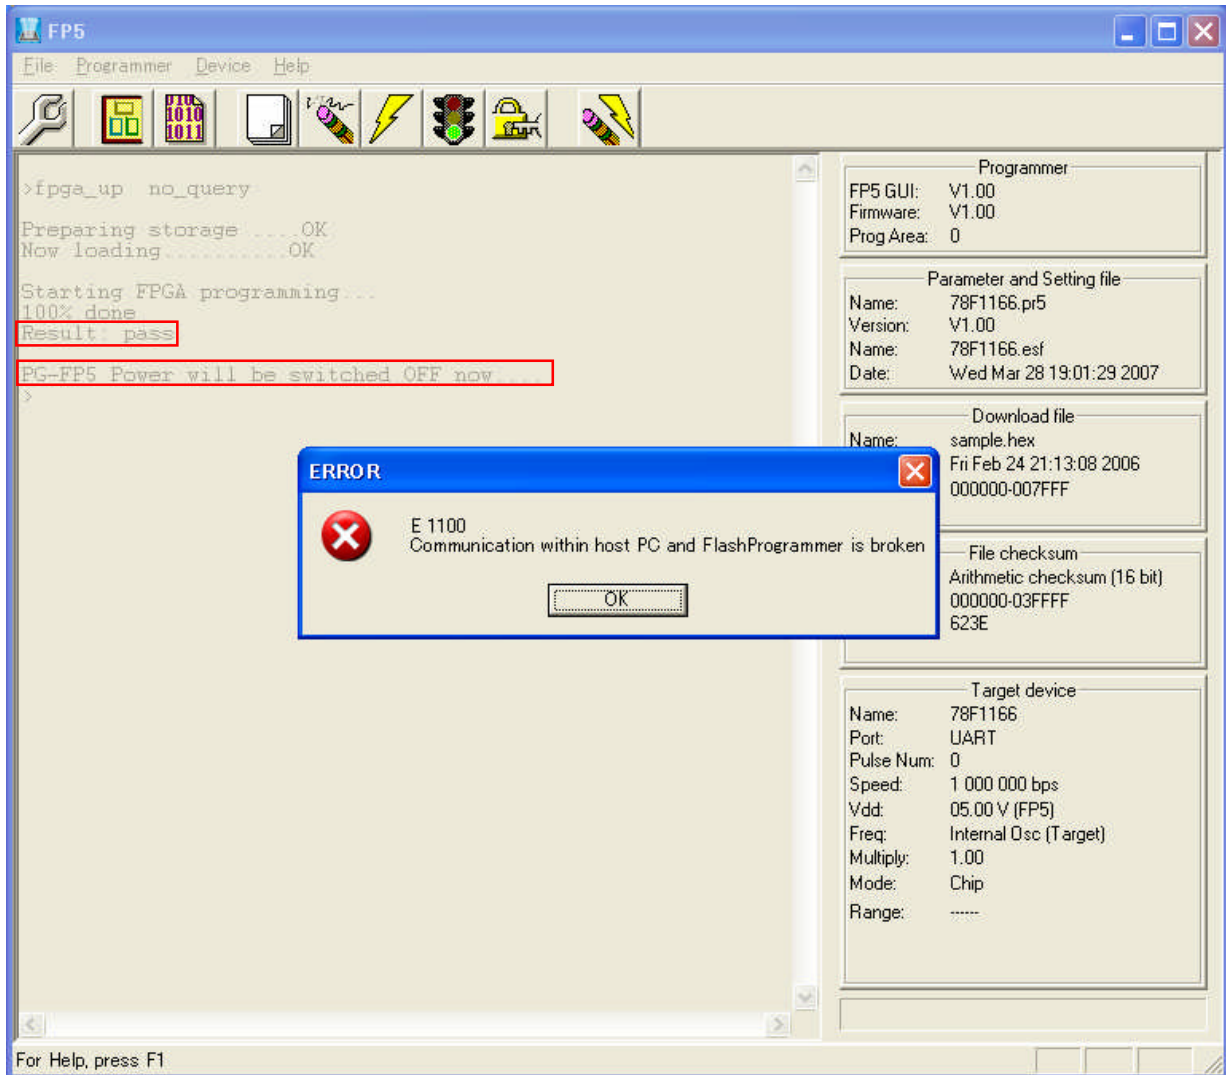 FP5
File Programmer Device Help
010
1010
1011
>fpga_up no_query
Preparing storage ....OK
Now loading..........OK
Starting FPGA programming...
100% done
Result: pass
PG-FP5 Power will be switched OFF now....
>
Programmer
FP5 GUI: V1.00
Firmware: V1.00
Prog Area: 0
Parameter and Setting file
Name: 78F1166.pr5
Version: V1.00
Name: 78F1166.esf
Date: Wed Mar 28 19:01:29 2007
Download file
Name: sample.hex
Fri Feb 24 21:13:08 2006
000000-007FFF
File checksum
Arithmetic checksum (16 bit)
000000-03FFFF
623E
Target device
Name: 78F1166
Port: UART
Pulse Num: 0
Speed: 1 000 000 bps
Vdd: 05.00 V (FP5)
Freq: Internal Osc (Target)
Multiply: 1.00
Mode: Chip
Range: ------
ERROR
E 1100
Communication within host PC and FlashProgrammer is broken
OK
For Help, press F1